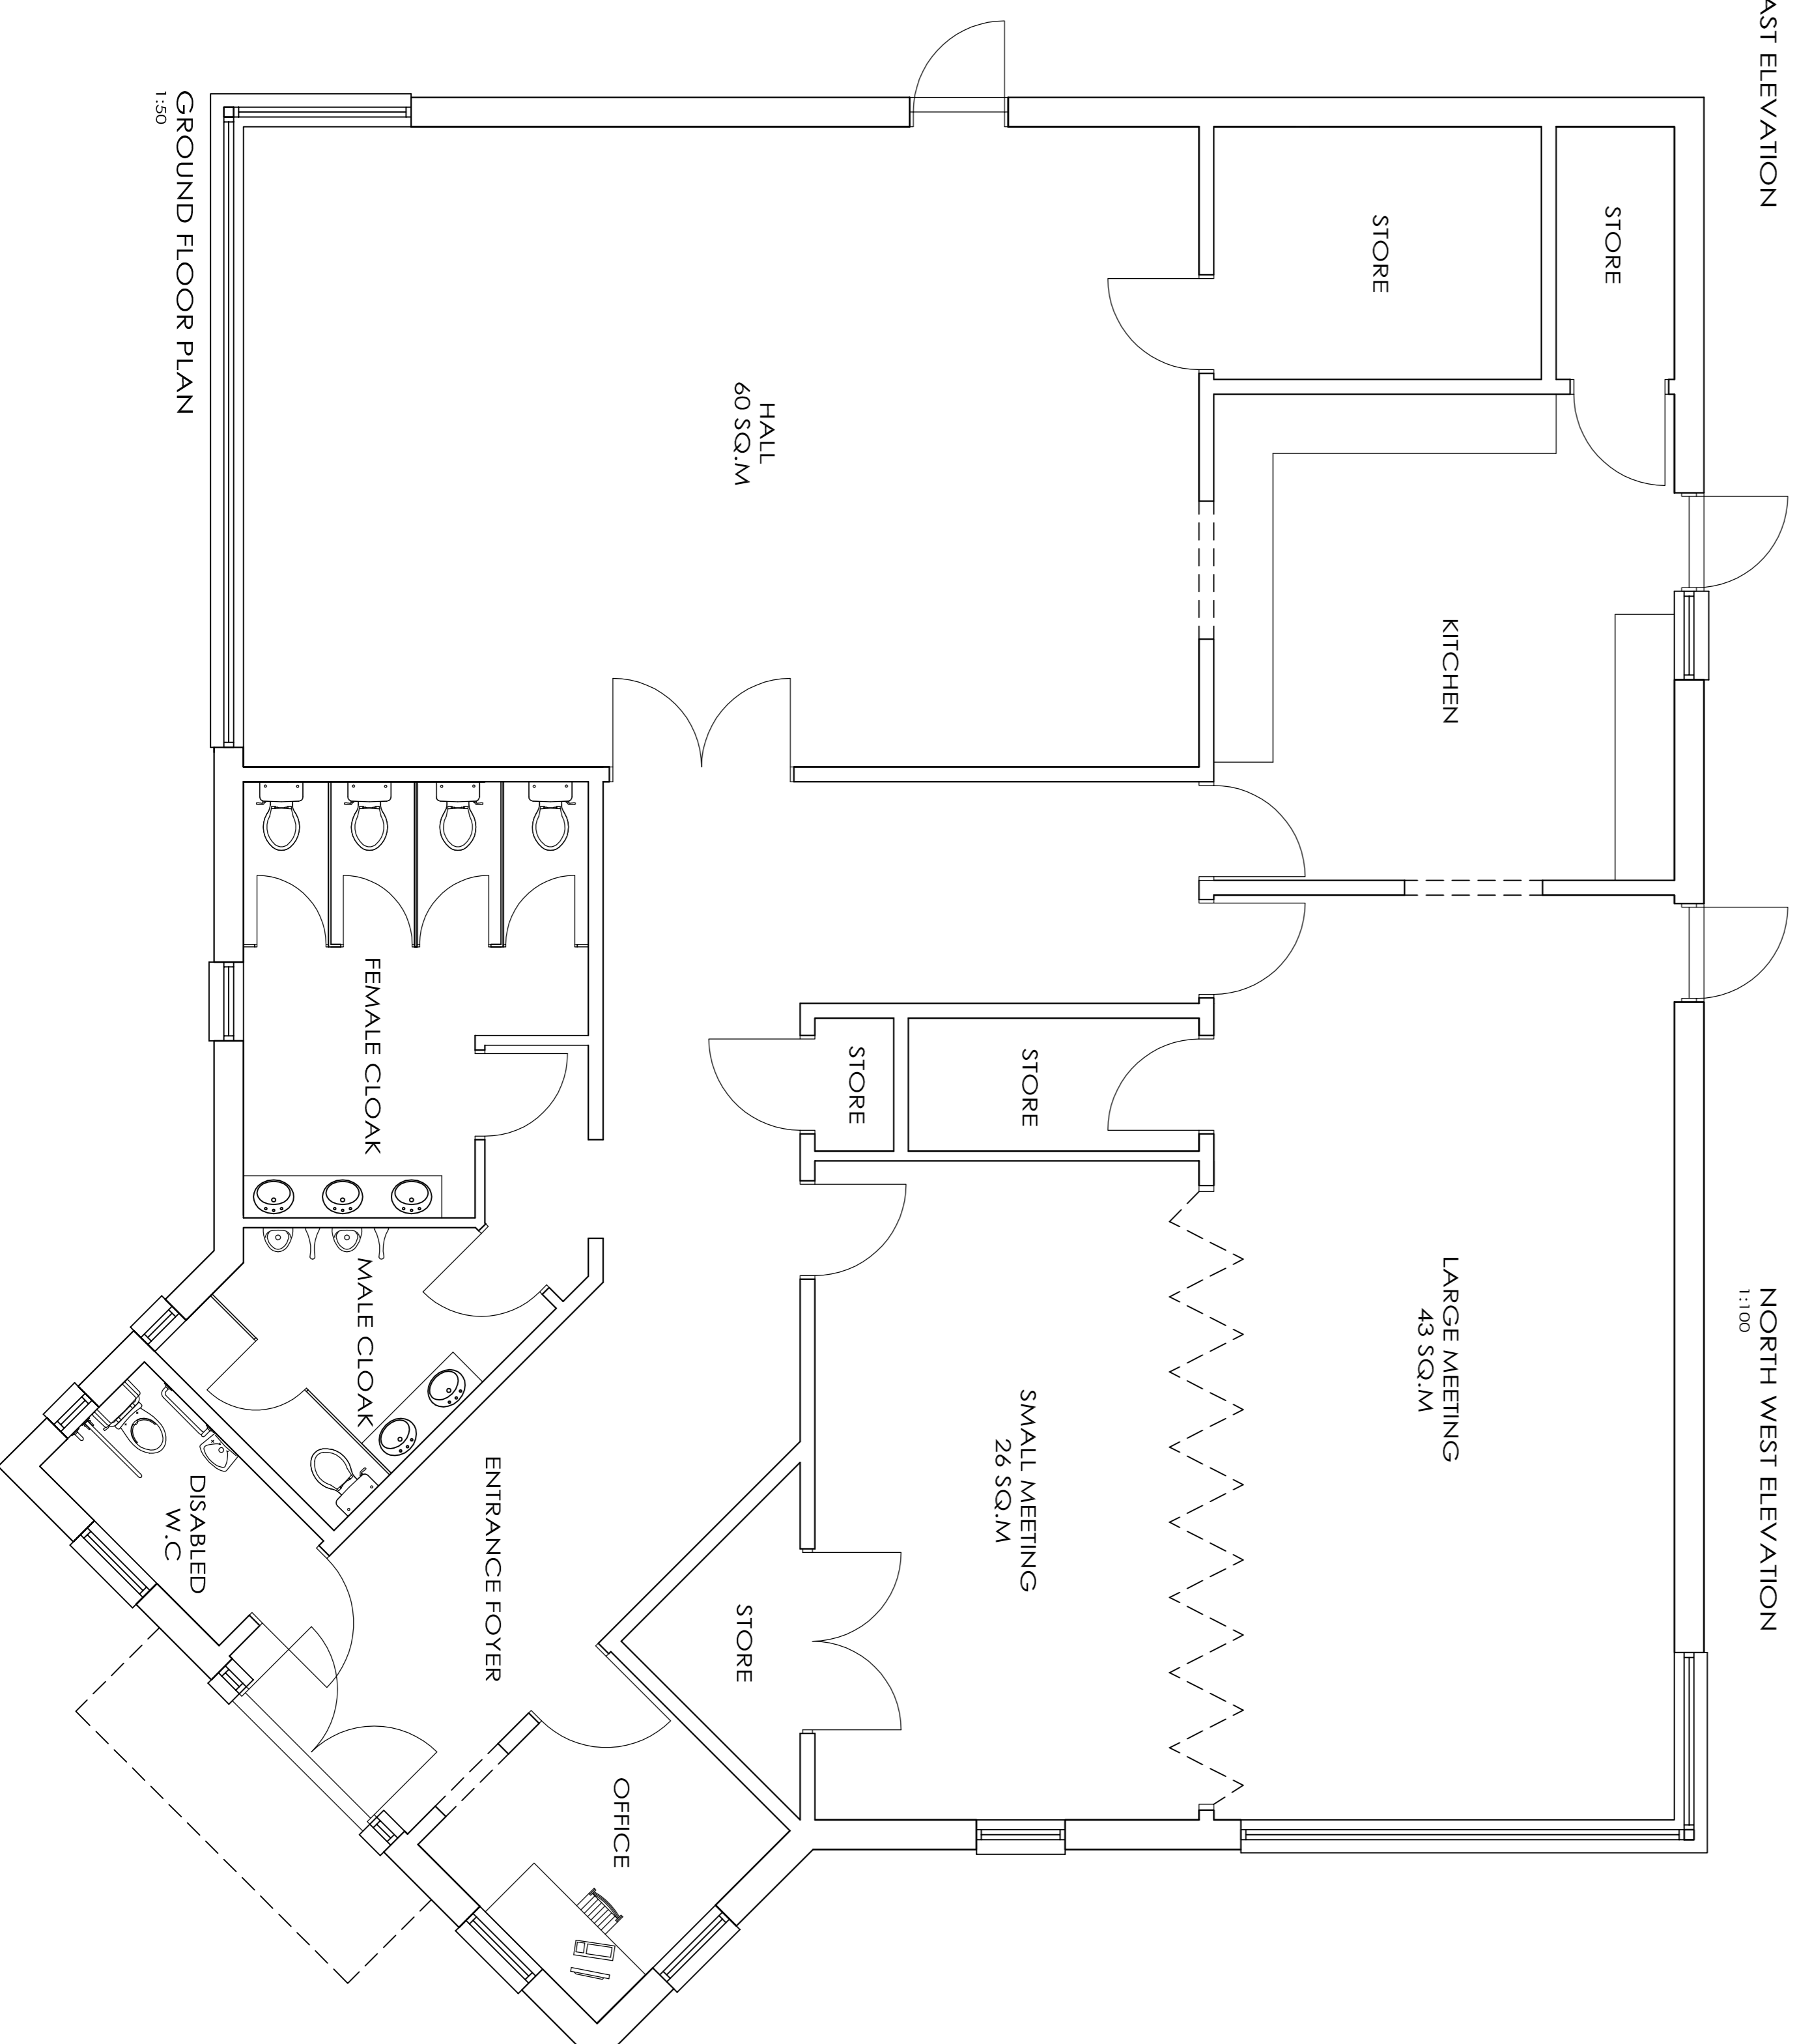 AST ELEVATION
NORTH WEST ELEVATION
1:100
STORE
KITCHEN
LARGE MEETING
43 SQ.M
STORE
STORE
SMALL MEETING
26 SQ.M
STORE
HALL
60 SQ.M
STORE
OFFICE
ENTRANCE FOYER
FEMALE CLOAK
MALE CLOAK
DISABLED
W.C
GROUND FLOOR PLAN
1:50